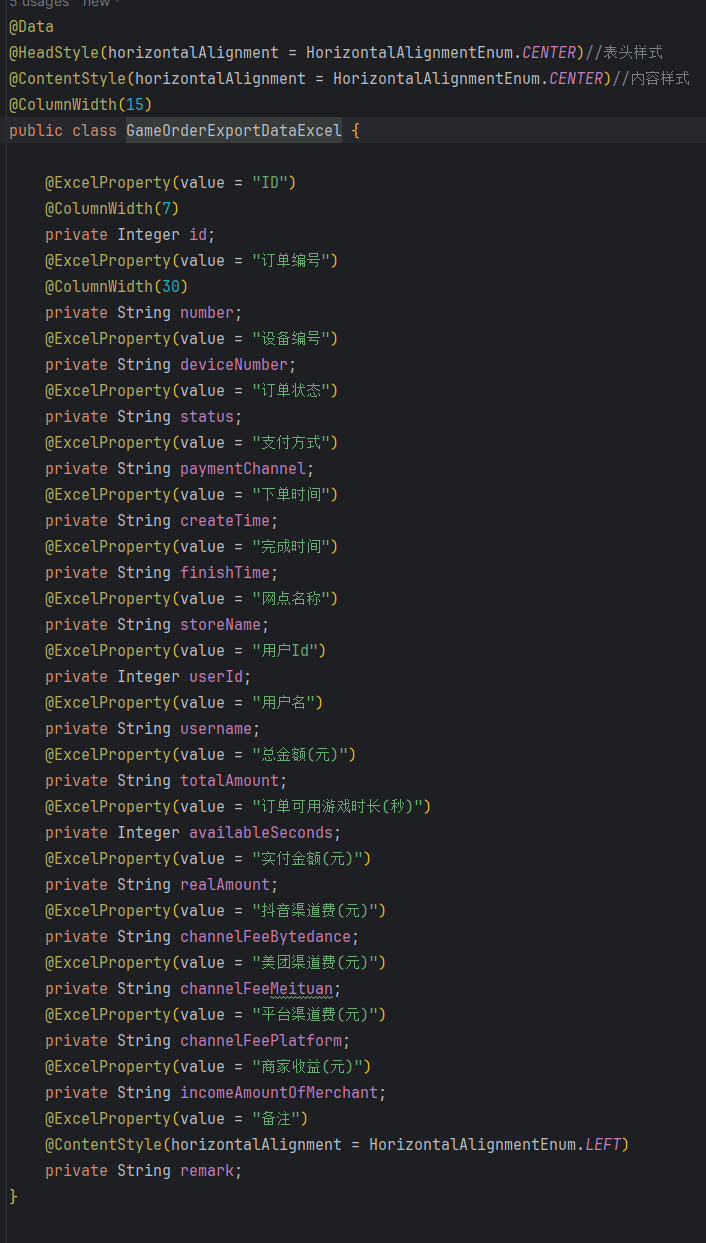 5 usages new *
@Data
@HeadStyle(horizontalAlignment = HorizontalAlignmentEnum.CENTER)//表头样式
@ContentStyle(horizontalAlignment = HorizontalAlignmentEnum.CENTER)//内容样式
@ColumnWidth(15)
public class GameOrderExportDataExcel {
@ExcelProperty(value = "ID")
@ColumnWidth(7)
private Integer id;
@ExcelProperty(value = "订单编号")
@ColumnWidth(30)
private String number;
@ExcelProperty(value = "设备编号")
private String deviceNumber;
@ExcelProperty(value = "订单状态")
private String status;
@ExcelProperty(value = "支付方式")
private String paymentChannel;
@ExcelProperty(value = "下单时间")
private String createTime;
@ExcelProperty(value = "完成时间")
private String finishTime;
@ExcelProperty(value = "网点名称")
private String storeName;
@ExcelProperty(value = "用户Id")
private Integer userId;
@ExcelProperty(value = "用户名")
private String username;
@ExcelProperty(value = "总金额(元)")
private String totalAmount;
@ExcelProperty(value = "订单可用游戏时长(秒)")
private Integer availableSeconds;
@ExcelProperty(value = "实付金额(元)")
private String realAmount;
@ExcelProperty(value = "抖音渠道费(元)")
private String channelFeeBytedance;
@ExcelProperty(value = "美团渠道费(元)")
private String channelFeeMeituan;
@ExcelProperty(value = "平台渠道费(元)")
private String channelFeePlatform;
@ExcelProperty(value = "商家收益(元)")
private String incomeAmountOfMerchant;
@ExcelProperty(value = "备注")
@ContentStyle(horizontalAlignment = HorizontalAlignmentEnum.LEFT)
private String remark;
}